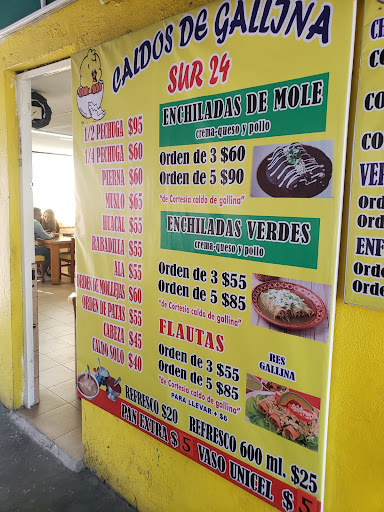 CALDOS DE GALLINA
SUR 24
1/2 PECHUGA $95
1/4 PECHUGA $60
PIERNA $60
MUSLO $65
HUACAL $55
RABADILLA $55
ALA $55
ORDEN DE MOLLEJAS $60
ORDEN DE PATAS $55
CABEZA $45
CALDO SOLO $40
ENCHILADAS DE MOLE
crema-queso y pollo
Orden de 3 $60
Orden de 5 $90
"de Cortesía caldo de gallina"
ENCHILADAS VERDES
crema-queso y pollo
Orden de 3 $55
Orden de 5 $85
"de Cortesía caldo de gallina"
FLAUTAS
Orden de 3 $55
Orden de 5 $85
"de Cortesía caldo de gallina"
PARA LLEVAR + $6
RES
GALLINA
REFRESCO $20
REFRESCO 600 ml. $25
PAN EXTRA $ 5
VASO UNICEL $ 5